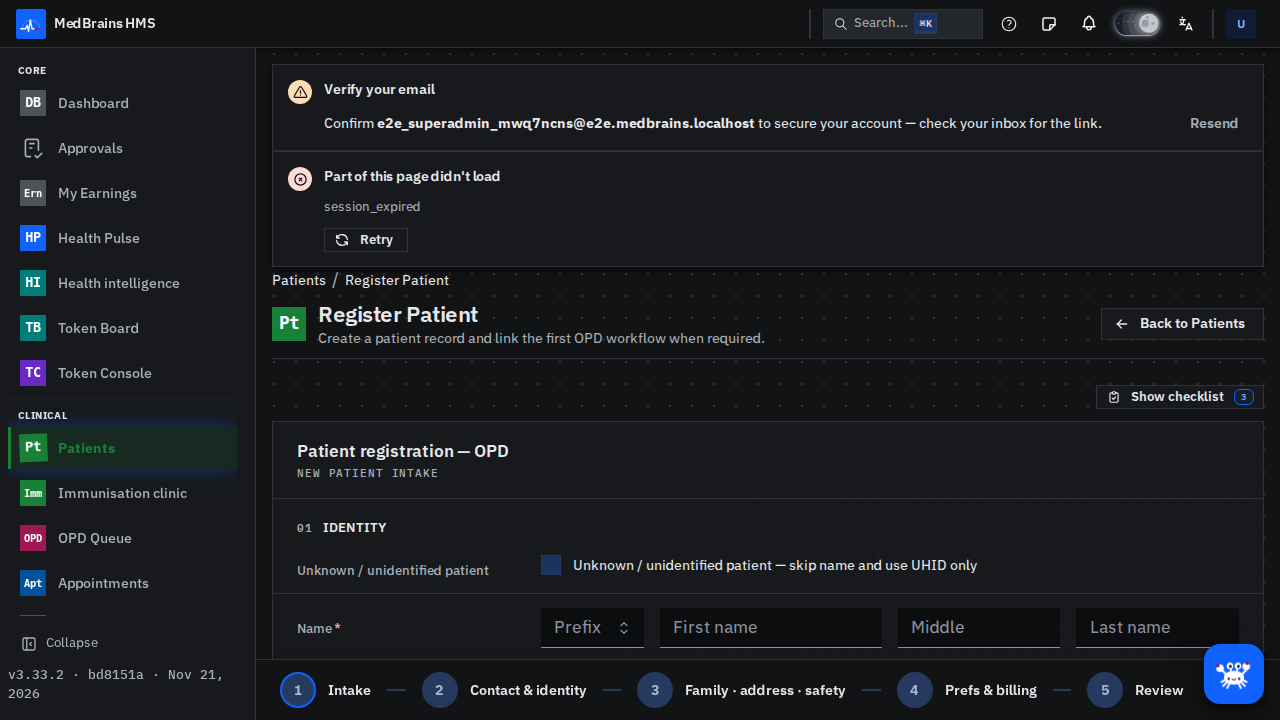 MedBrains HMS
Search...
⌘K
U
CORE
DB Dashboard
Approvals
Ern My Earnings
HP Health Pulse
HI Health intelligence
TB Token Board
TC Token Console
CLINICAL
Pt Patients
Imm Immunisation clinic
OPD OPD Queue
Apt Appointments
Collapse
v3.33.2 · bd8151a · Nov 21,
2026
Verify your email
Confirm e2e_superadmin_mwq7ncns@e2e.medbrains.localhost to secure your account — check your inbox for the link.
Resend
Part of this page didn't load
session_expired
Retry
Patients / Register Patient
Pt Register Patient
Create a patient record and link the first OPD workflow when required.
Back to Patients
Show checklist 3
Patient registration — OPD
NEW PATIENT INTAKE
01 IDENTITY
Unknown / unidentified patient
Unknown / unidentified patient — skip name and use UHID only
Name *
Prefix
First name
Middle
Last name
1 Intake
2 Contact & identity
3 Family · address · safety
4 Prefs & billing
5 Review